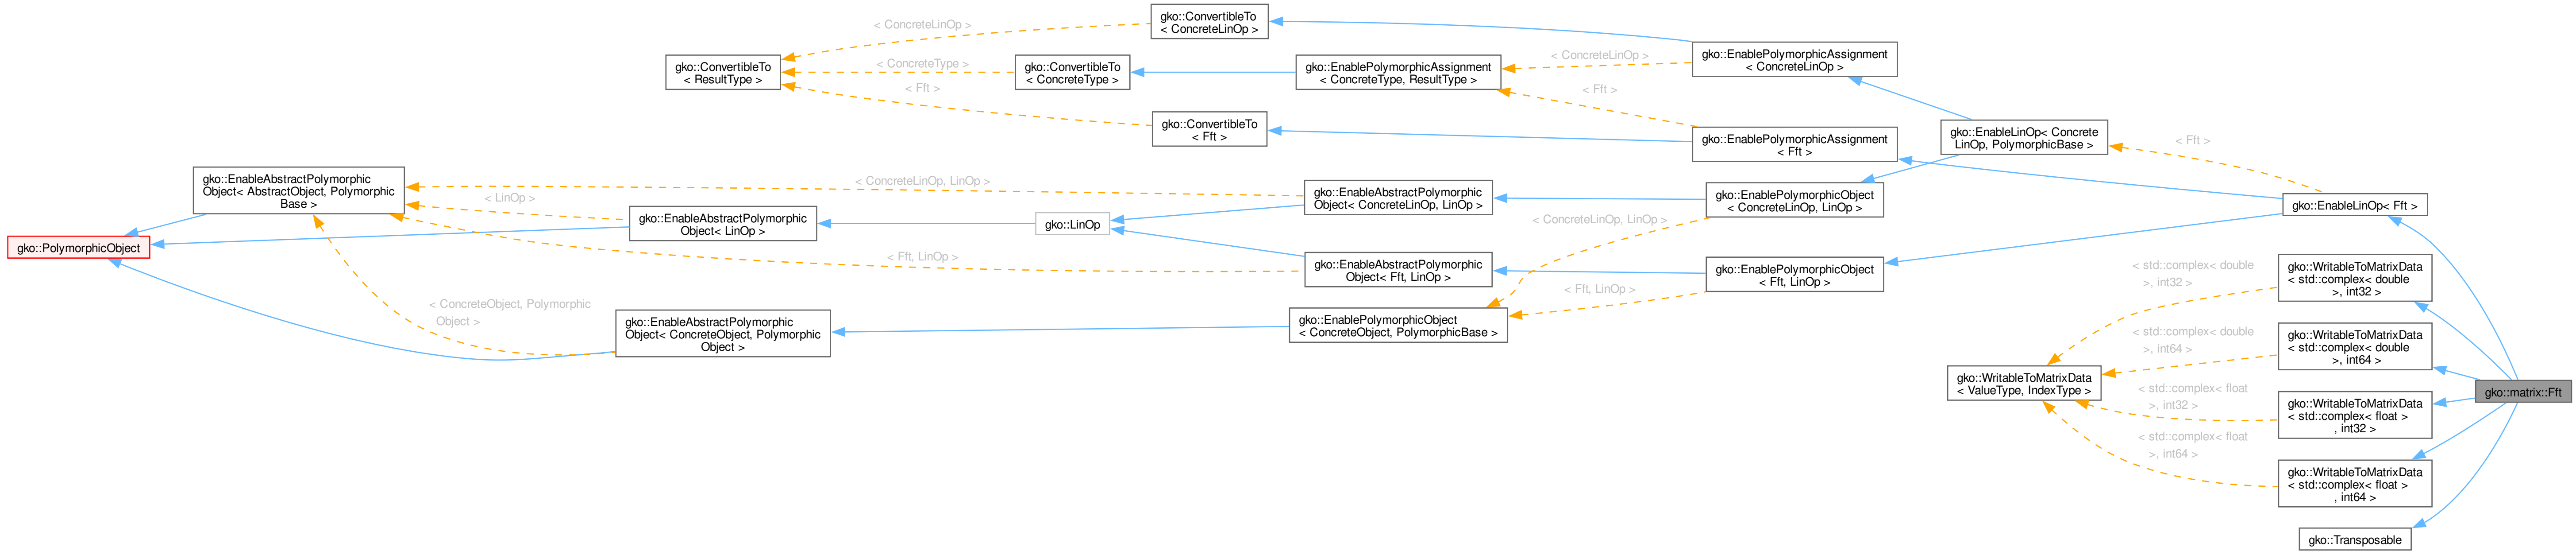 gko::ConvertibleTo
< ConcreteLinOp >
< ConcreteLinOp >
gko::ConvertibleTo
< ResultType >
< ConcreteType >
gko::ConvertibleTo
< ConcreteType >
gko::EnablePolymorphicAssignment
< ConcreteType, ResultType >
< ConcreteLinOp >
gko::EnablePolymorphicAssignment
< ConcreteLinOp >
< Fft >
< Fft >
gko::ConvertibleTo
< Fft >
gko::EnablePolymorphicAssignment
< Fft >
gko::EnableLinOp< Concrete
LinOp, PolymorphicBase >
< Fft >
gko::EnableAbstractPolymorphic
Object< AbstractObject, Polymorphic
Base >
< ConcreteLinOp, LinOp >
< LinOp >
gko::EnableAbstractPolymorphic
Object< ConcreteLinOp, LinOp >
gko::EnablePolymorphicObject
< ConcreteLinOp, LinOp >
gko::EnableLinOp< Fft >
gko::PolymorphicObject
gko::EnableAbstractPolymorphic
Object< LinOp >
gko::LinOp
< ConcreteLinOp, LinOp >
< Fft, LinOp >
gko::EnableAbstractPolymorphic
Object< Fft, LinOp >
gko::EnablePolymorphicObject
< Fft, LinOp >
< Fft, LinOp >
< ConcreteObject, Polymorphic
Object >
gko::EnableAbstractPolymorphic
Object< ConcreteObject, Polymorphic
Object >
gko::EnablePolymorphicObject
< ConcreteObject, PolymorphicBase >
< std::complex< double
>, int32 >
gko::WritableToMatrixData
< std::complex< double
>, int32 >
< std::complex< double
>, int64 >
gko::WritableToMatrixData
< std::complex< double
>, int64 >
gko::WritableToMatrixData
< ValueType, IndexType >
< std::complex< float
>, int32 >
gko::WritableToMatrixData
< std::complex< float >
, int32 >
gko::matrix::Fft
< std::complex< float
>, int64 >
gko::WritableToMatrixData
< std::complex< float >
, int64 >
gko::Transposable